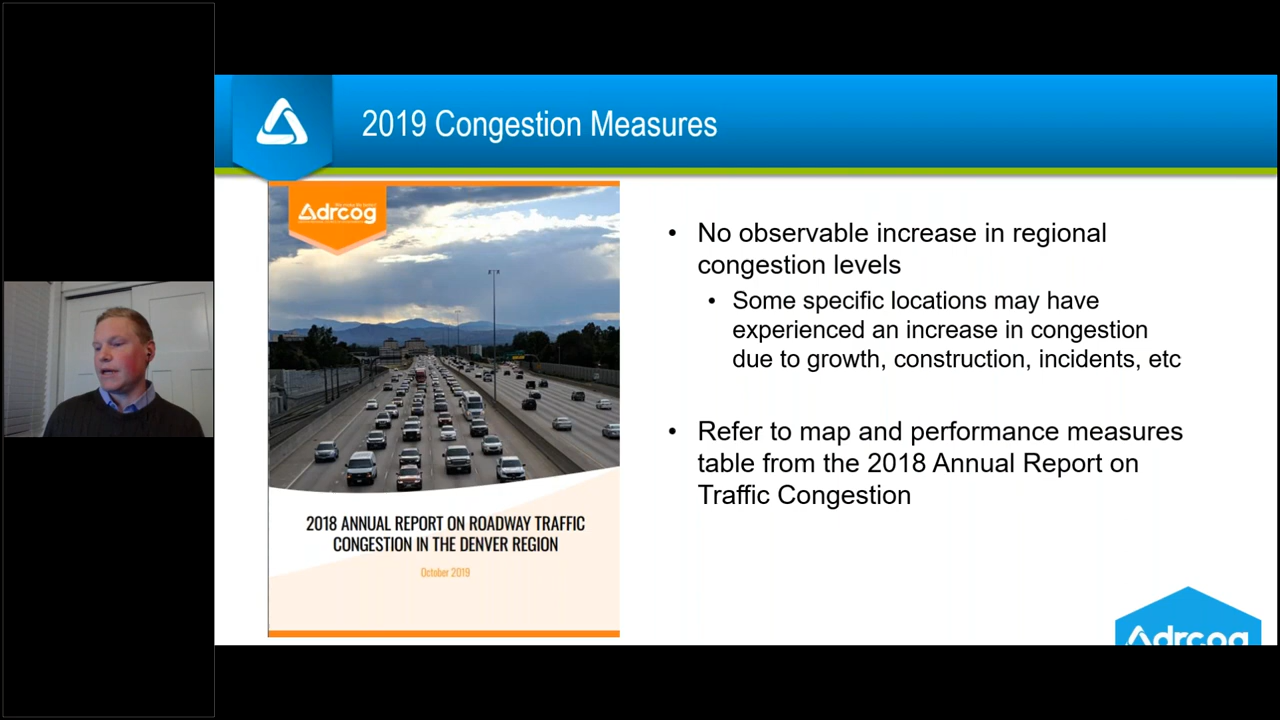 2019 Congestion Measures
drcog
• No observable increase in regional
congestion levels
• Some specific locations may have
experienced an increase in congestion
due to growth, construction, incidents, etc
• Refer to map and performance measures
table from the 2018 Annual Report on
Traffic Congestion
2018 ANNUAL REPORT ON ROADWAY TRAFFIC
CONGESTION IN THE DENVER REGION
October 2019
drcog